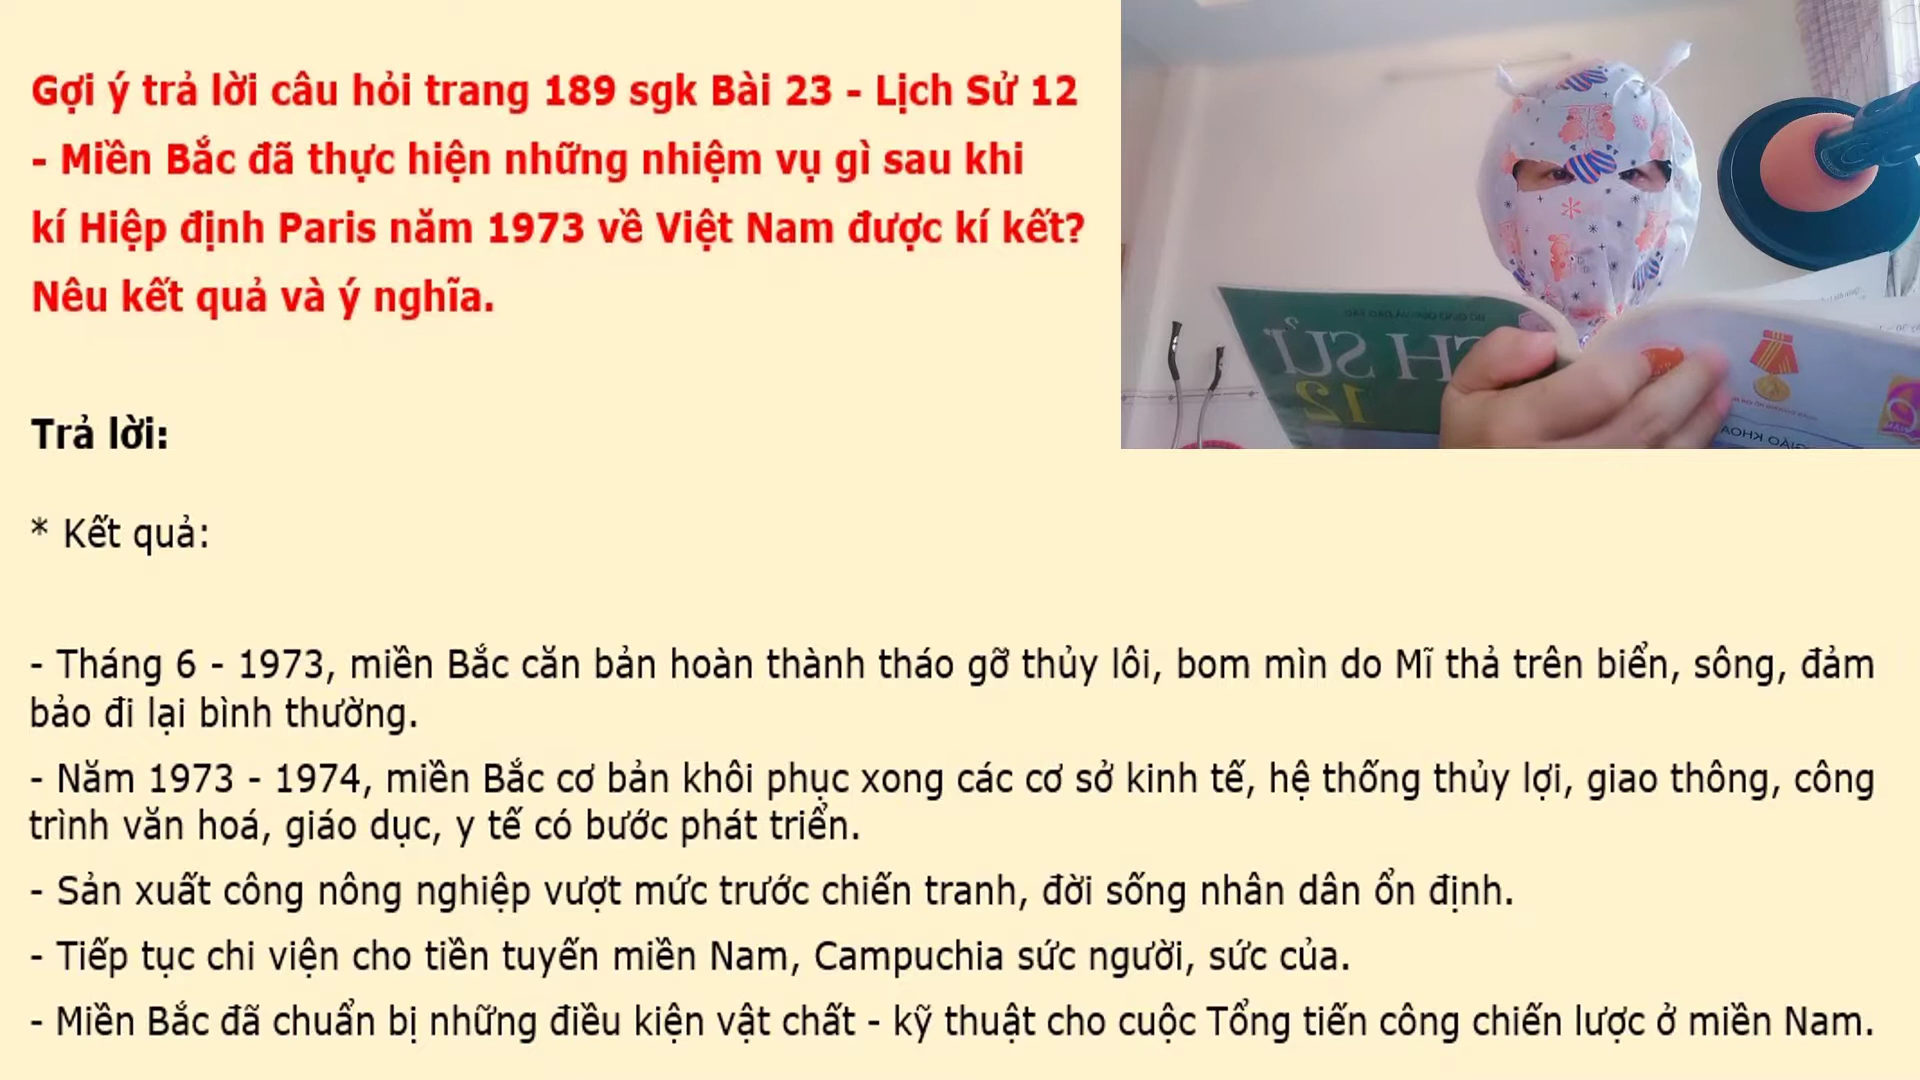 Gợi ý trả lời câu hỏi trang 189 sgk Bài 23 - Lịch Sử 12
- Miền Bắc đã thực hiện những nhiệm vụ gì sau khi
kí Hiệp định Paris năm 1973 về Việt Nam được kí kết?
Nêu kết quả và ý nghĩa.
CH SỬ
12
GIÁO KHOA
Trả lời:
* Kết quả:
- Tháng 6 - 1973, miền Bắc căn bản hoàn thành tháo gỡ thủy lôi, bom mìn do Mĩ thả trên biển, sông, đảm
bảo đi lại bình thường.
- Năm 1973 - 1974, miền Bắc cơ bản khôi phục xong các cơ sở kinh tế, hệ thống thủy lợi, giao thông, công
trình văn hoá, giáo dục, y tế có bước phát triển.
- Sản xuất công nông nghiệp vượt mức trước chiến tranh, đời sống nhân dân ổn định.
- Tiếp tục chi viện cho tiền tuyến miền Nam, Campuchia sức người, sức của.
- Miền Bắc đã chuẩn bị những điều kiện vật chất - kỹ thuật cho cuộc Tổng tiến công chiến lược ở miền Nam.